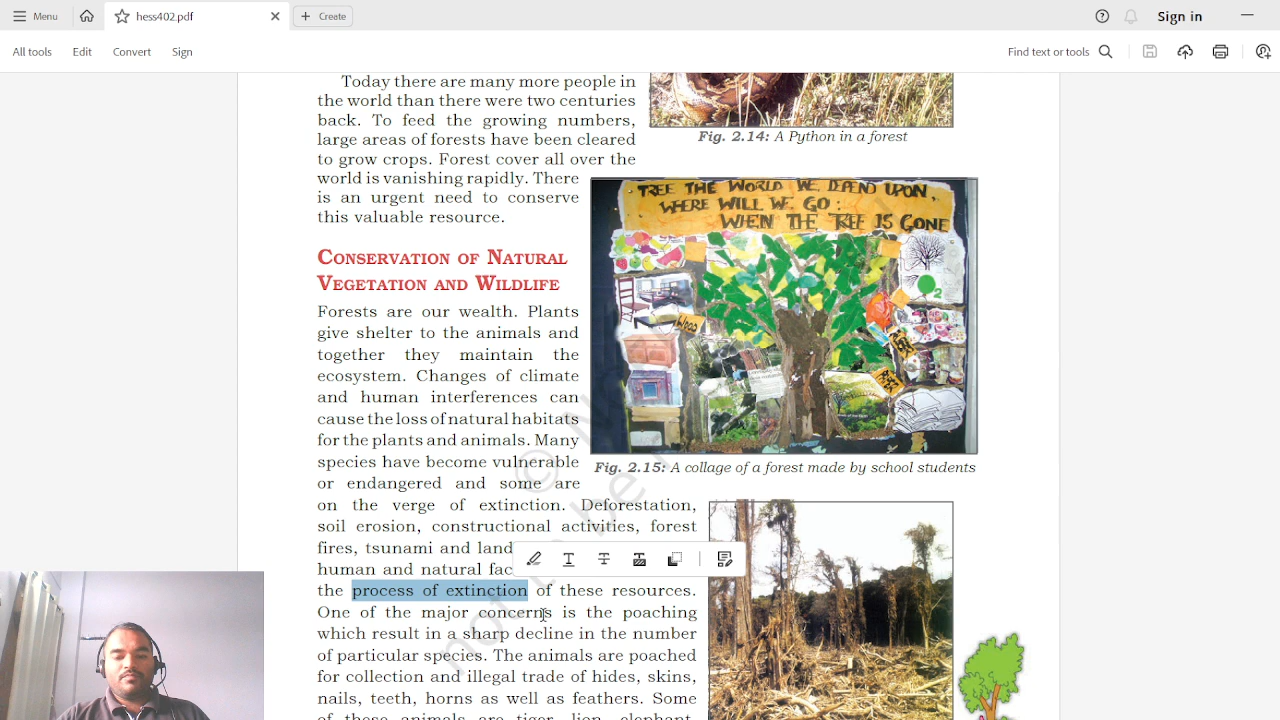 Menu
hess402.pdf
Create
Sign in
All tools
Edit
Convert
Sign
Find text or tools
Today there are many more people in
the world than there were two centuries
back. To feed the growing numbers,
large areas of forests have been cleared
to grow crops. Forest cover all over the
world is vanishing rapidly. There
is an urgent need to conserve
this valuable resource.
Fig. 2.14: A Python in a forest
TREE THE WORLD WE DEPEND UPON,
WHERE WILL WE GO :
WHEN THE TREE IS GONE
WOOD
Fig. 2.15: A collage of a forest made by school students
CONSERVATION OF NATURAL
VEGETATION AND WILDLIFE
Forests are our wealth. Plants
give shelter to the animals and
together they maintain the
ecosystem. Changes of climate
and human interferences can
cause the loss of natural habitats
for the plants and animals. Many
species have become vulnerable
or endangered and some are
on the verge of extinction. Deforestation,
soil erosion, constructional activities, forest
fires, tsunami and land
human and natural fac
the process of extinction of these resources.
One of the major concerns is the poaching
which result in a sharp decline in the number
of particular species. The animals are poached
for collection and illegal trade of hides, skins,
nails, teeth, horns as well as feathers. Some
of these animals are tiger, lion, elephant,